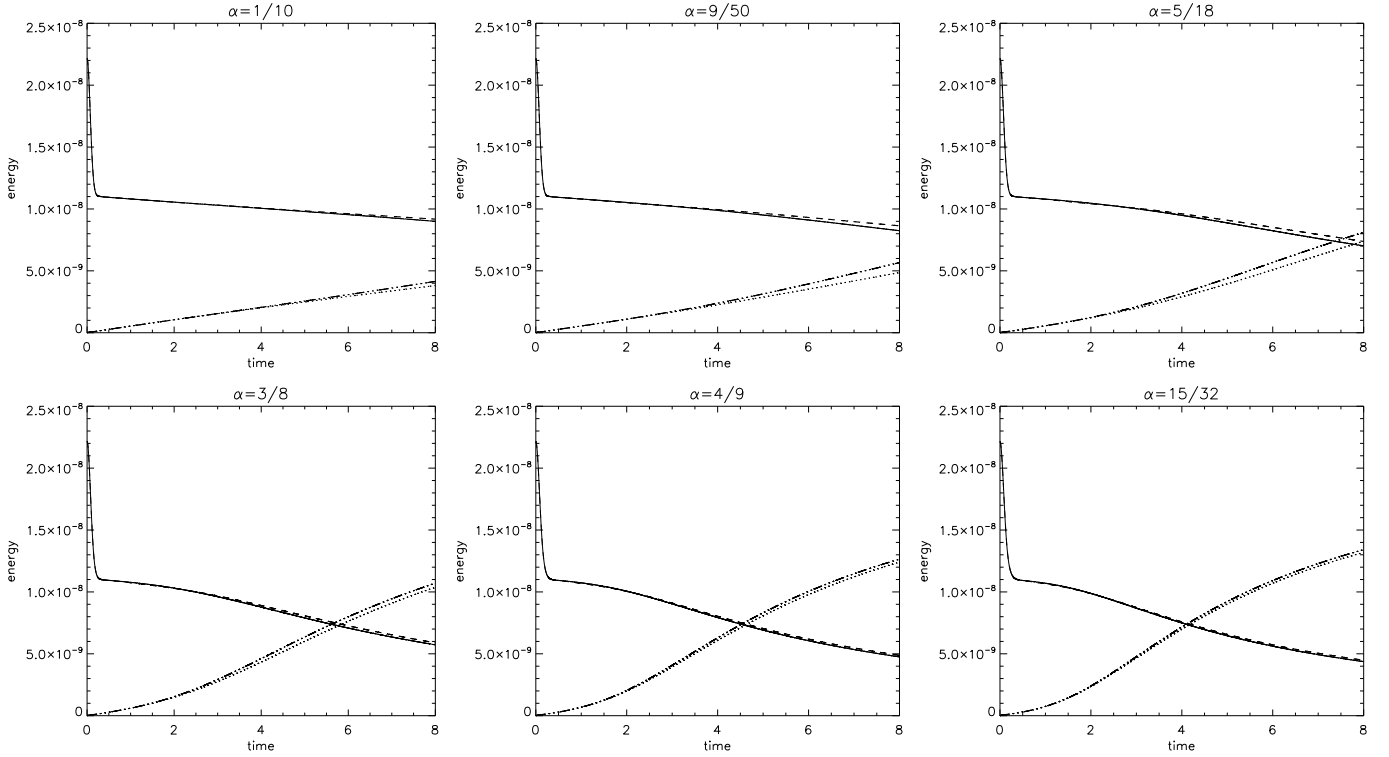 α=1/10
α=9/50
α=5/18
2.5×10⁻⁸
2.0×10⁻⁸
1.5×10⁻⁸
1.0×10⁻⁸
5.0×10⁻⁹
0
energy
0 2 4 6 8
time
2.5×10⁻⁸
2.0×10⁻⁸
1.5×10⁻⁸
1.0×10⁻⁸
5.0×10⁻⁹
0
energy
0 2 4 6 8
time
2.5×10⁻⁸
2.0×10⁻⁸
1.5×10⁻⁸
1.0×10⁻⁸
5.0×10⁻⁹
0
energy
0 2 4 6 8
time
α=3/8
α=4/9
α=15/32
2.5×10⁻⁸
2.0×10⁻⁸
1.5×10⁻⁸
1.0×10⁻⁸
5.0×10⁻⁹
0
energy
0 2 4 6 8
time
2.5×10⁻⁸
2.0×10⁻⁸
1.5×10⁻⁸
1.0×10⁻⁸
5.0×10⁻⁹
0
energy
0 2 4 6 8
time
2.5×10⁻⁸
2.0×10⁻⁸
1.5×10⁻⁸
1.0×10⁻⁸
5.0×10⁻⁹
0
energy
0 2 4 6 8
time